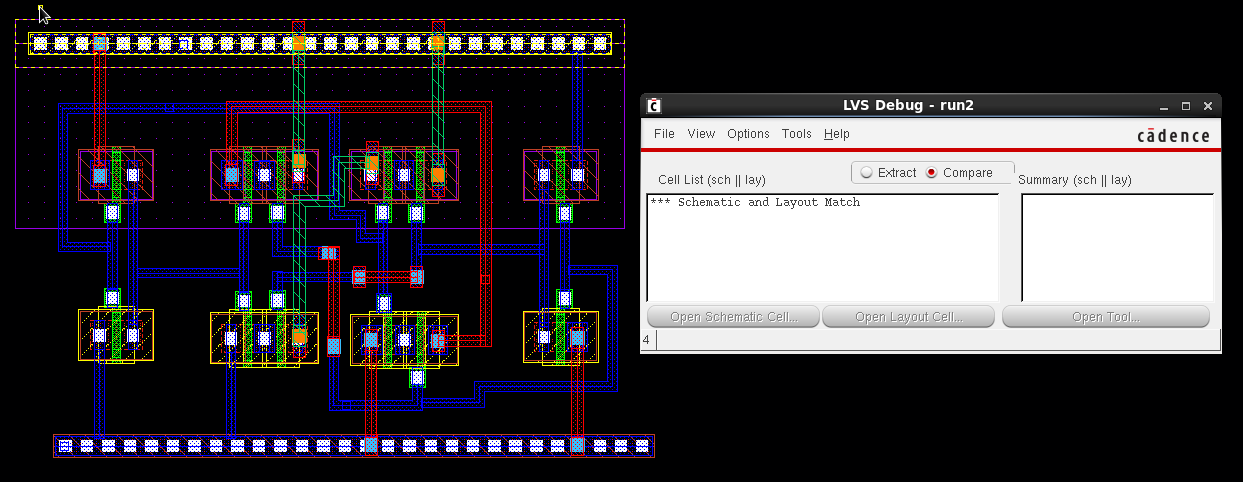 LVS Debug - run2
File View Options Tools Help
cādence
Extract Compare
Cell List (sch || lay)
Summary (sch || lay)
*** Schematic and Layout Match
Open Schematic Cell...
Open Layout Cell...
Open Tool...
4